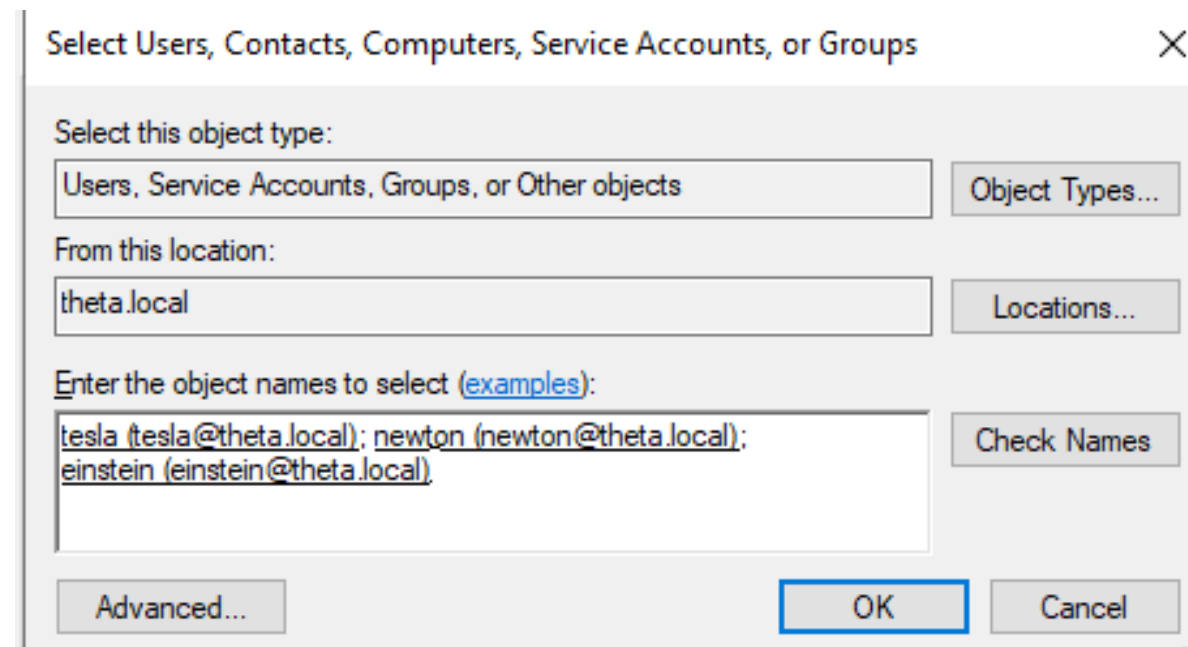 Select Users, Contacts, Computers, Service Accounts, or Groups
Select this object type:
Users, Service Accounts, Groups, or Other objects
Object Types...
From this location:
theta.local
Locations...
Enter the object names to select (examples):
tesla (tesla@theta.local); newton (newton@theta.local);
einstein (einstein@theta.local)
Check Names
Advanced...
OK
Cancel